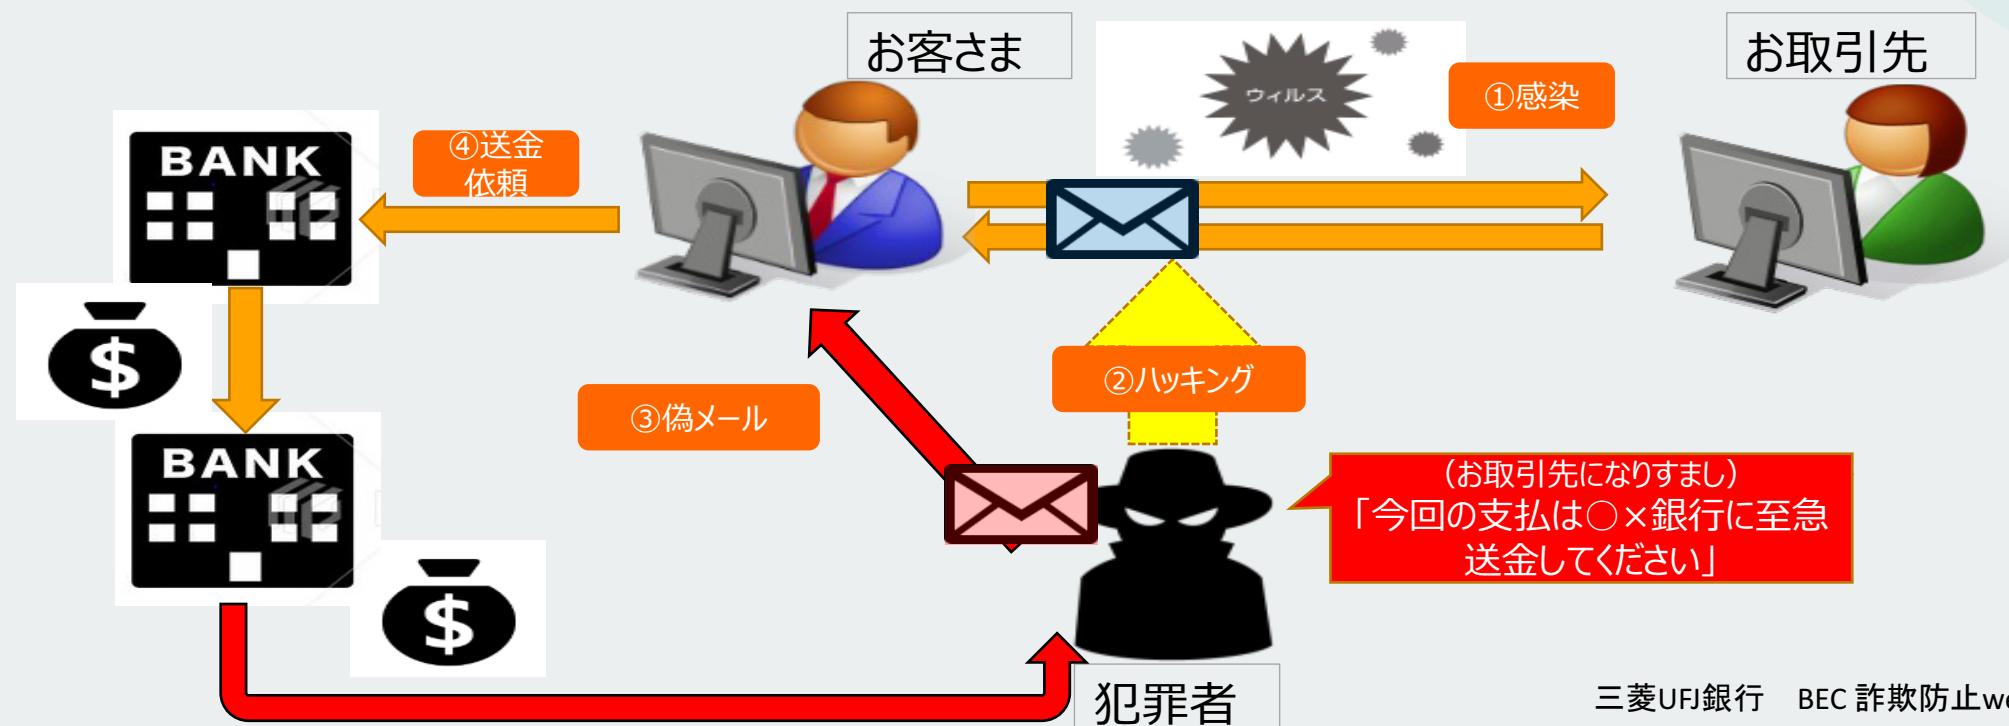 お客さま
お取引先
ウィルス
①感染
BANK
④送金
依頼
$
②ハッキング
③偽メール
BANK
$
(お取引先になりすまし)
「今回の支払は○×銀行に至急
送金してください」
犯罪者
三菱UFJ銀行 BEC 詐欺防止